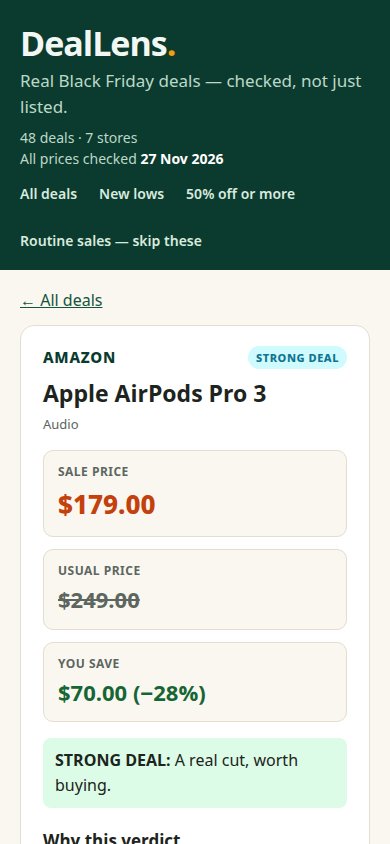 DealLens.
Real Black Friday deals — checked, not just
listed.
48 deals · 7 stores
All prices checked 27 Nov 2026
All deals New lows 50% off or more
Routine sales — skip these
← All deals
AMAZON STRONG DEAL
Apple AirPods Pro 3
Audio
SALE PRICE
$179.00
USUAL PRICE
$249.00
YOU SAVE
$70.00 (−28%)
STRONG DEAL: A real cut, worth
buying.
Why this verdict